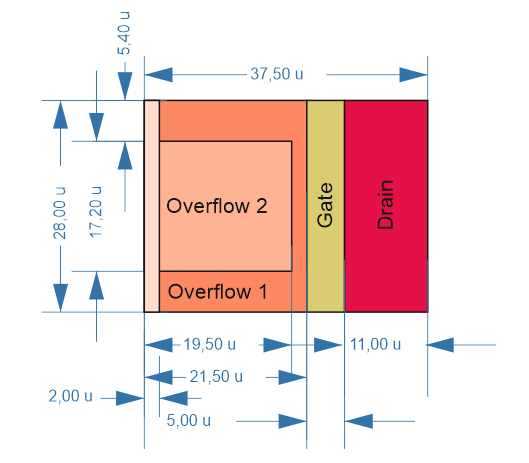 5,40 u
37,50 u
28,00 u
17,20 u
Overflow 2
Gate
Drain
Overflow 1
19,50 u
11,00 u
21,50 u
2,00 u
5,00 u